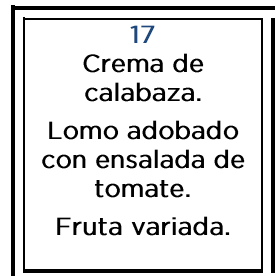 17
Crema de
calabaza.
Lomo adobado
con ensalada de
tomate.
Fruta variada.